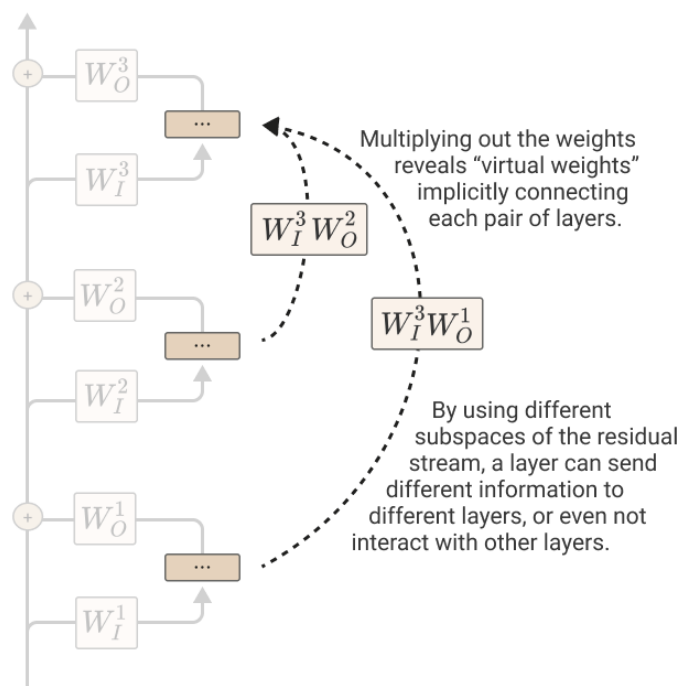 +
W_O^3
...
W_I^3
Multiplying out the weights
reveals “virtual weights”
implicitly connecting
each pair of layers.
W_I^3 W_O^2
+
W_O^2
...
W_I^3 W_O^1
W_I^2
By using different
subspaces of the residual
stream, a layer can send
different information to
different layers, or even not
interact with other layers.
+
W_O^1
...
W_I^1